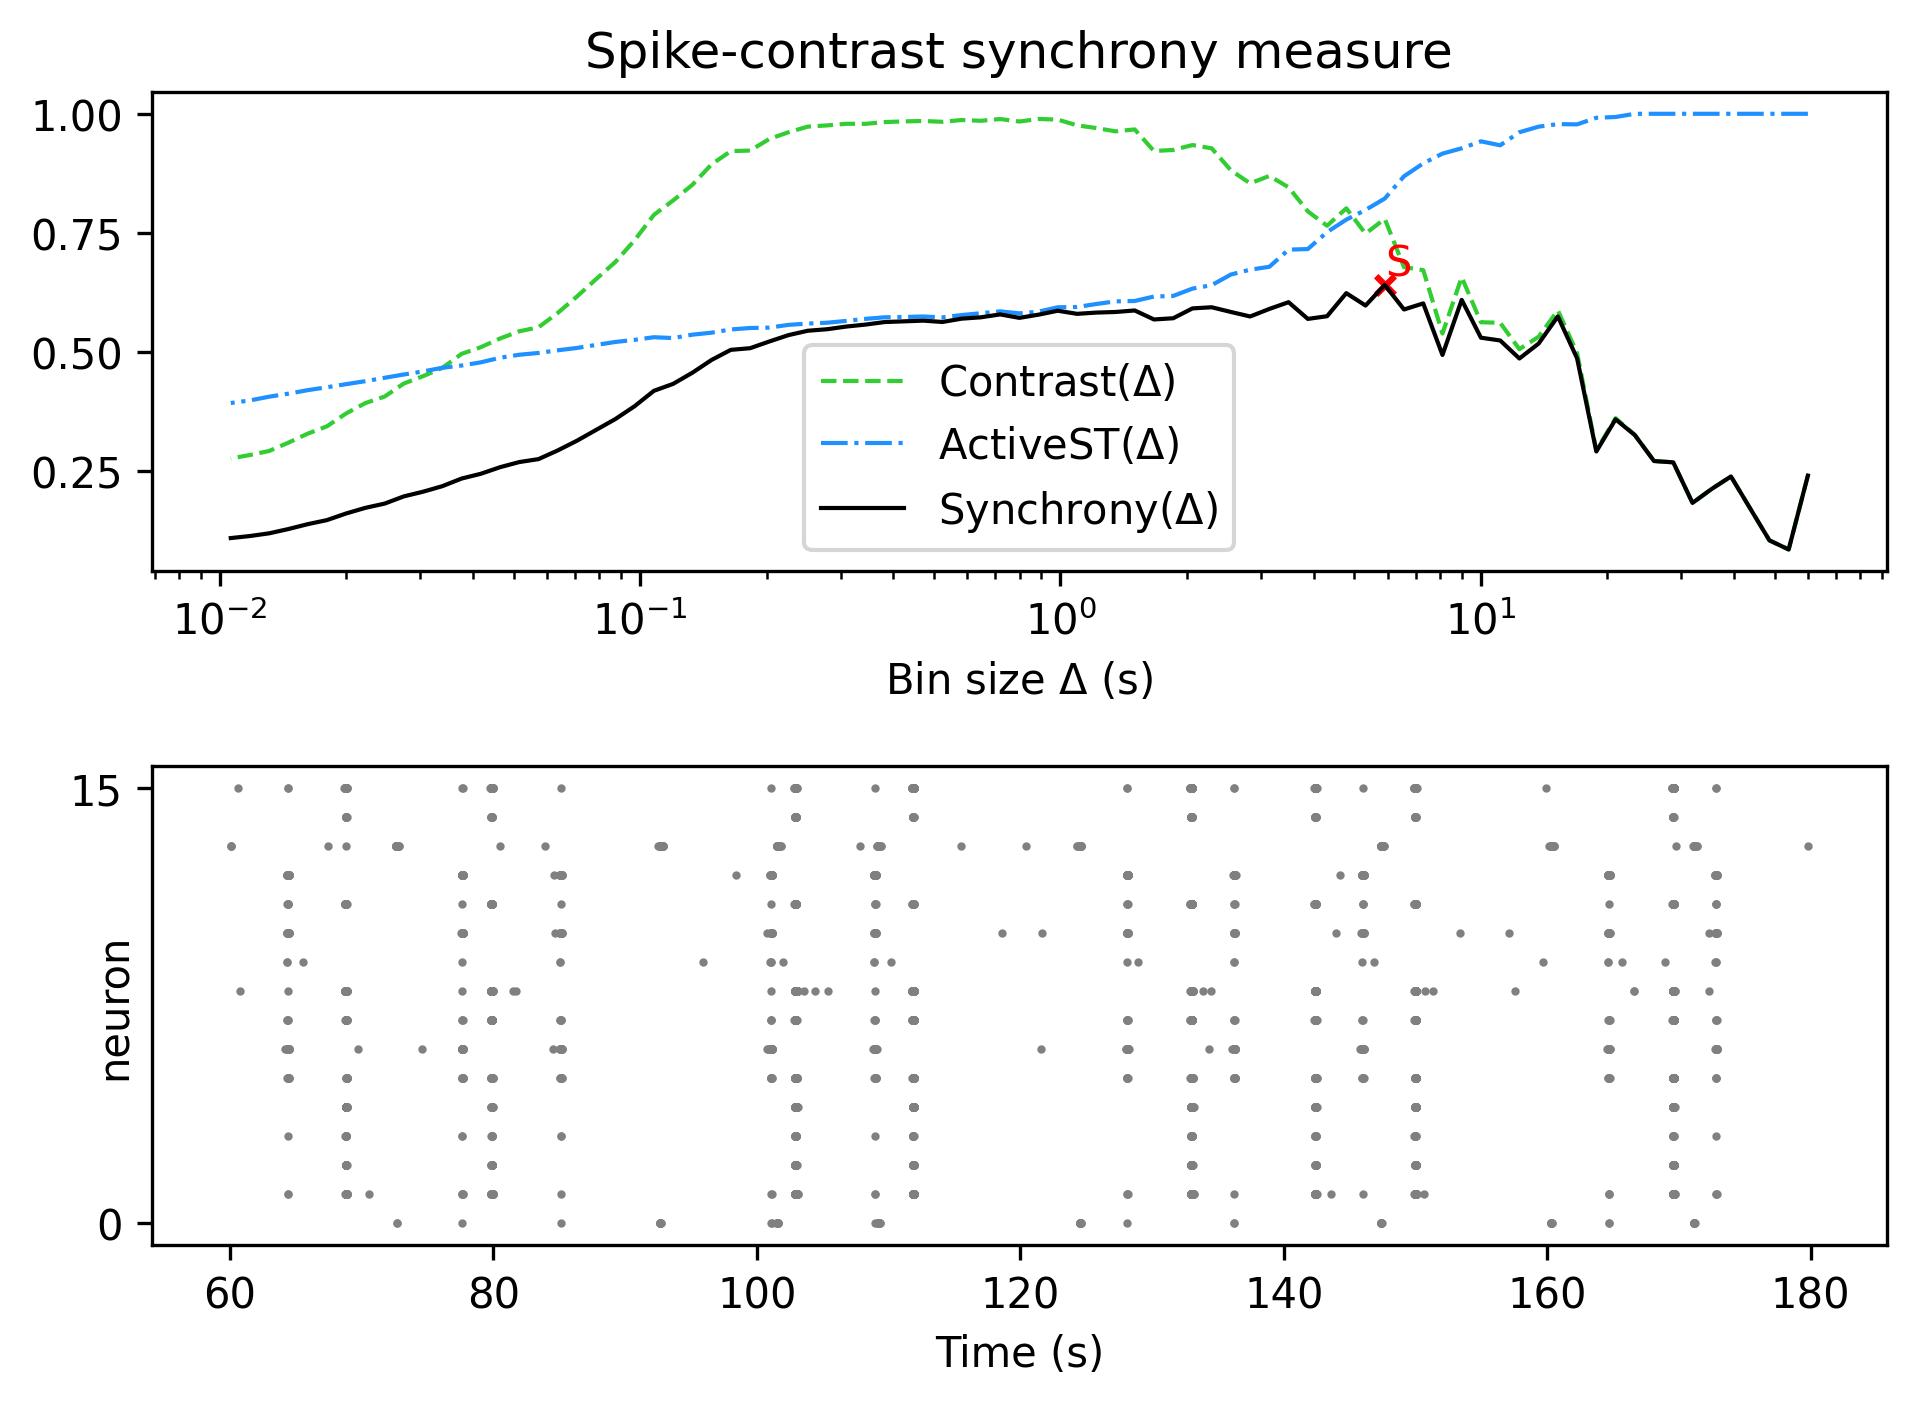 Spike-contrast synchrony measure
1.00
0.75
0.50
0.25
S
Contrast(Δ)
ActiveST(Δ)
Synchrony(Δ)
10⁻² 10⁻¹ 10⁰ 10¹
Bin size Δ (s)
15
neuron
0
60 80 100 120 140 160 180
Time (s)